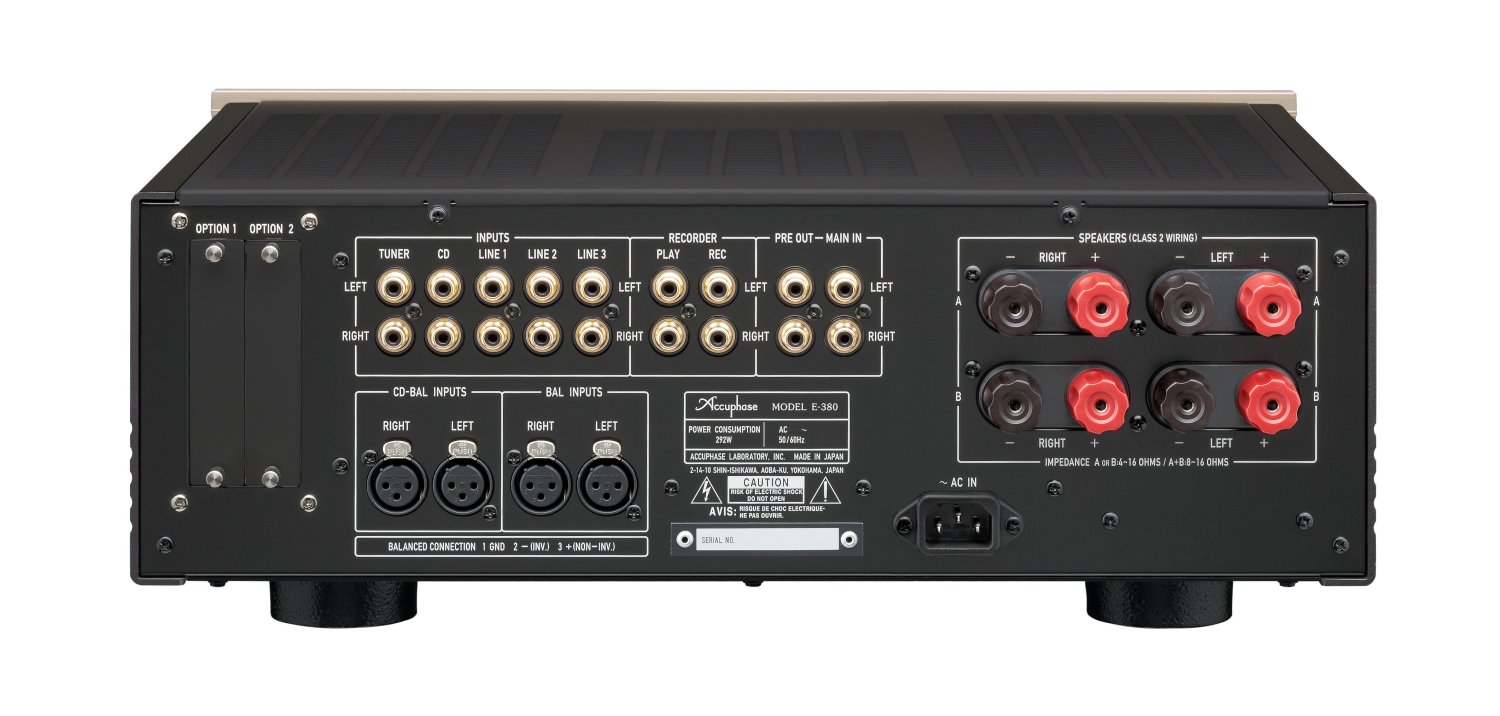 OPTION 1 OPTION 2
INPUTS RECORDER PRE OUT – MAIN IN
TUNER CD LINE 1 LINE 2 LINE 3 PLAY REC
LEFT LEFT LEFT LEFT
RIGHT RIGHT RIGHT RIGHT
SPEAKERS (CLASS 2 WIRING)
– RIGHT + – LEFT +
A A
B B
– RIGHT + – LEFT +
IMPEDANCE A OR B:4~16 OHMS / A+B:8~16 OHMS
CD-BAL INPUTS BAL INPUTS
RIGHT LEFT RIGHT LEFT
PUSH PUSH PUSH PUSH
BALANCED CONNECTION 1 GND 2 – (INV.) 3 + (NON-INV.)
Accuphase MODEL E-380
POWER CONSUMPTION AC ~
292W 50/60Hz
ACCUPHASE LABORATORY, INC. MADE IN JAPAN
2-14-10 SHIN-ISHIKAWA, AOBA-KU, YOKOHAMA, JAPAN
CAUTION
RISK OF ELECTRIC SHOCK
DO NOT OPEN
AVIS: RISQUE DE CHOC ELECTRIQUE-
NE PAS OUVRIR.
SERIAL NO.
~ AC IN